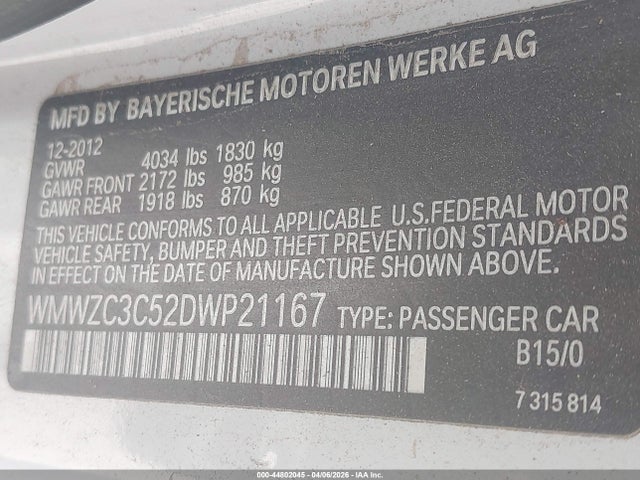 MFD BY BAYERISCHE MOTOREN WERKE AG
12-2012
GVWR 4034 lbs 1830 kg
GAWR FRONT 2172 lbs 985 kg
GAWR REAR 1918 lbs 870 kg
THIS VEHICLE CONFORMS TO ALL APPLICABLE U.S.FEDERAL MOTOR
VEHICLE SAFETY, BUMPER AND THEFT PREVENTION STANDARDS
IN EFFECT ON THE DATE OF MANUFACTURE SHOWN ABOVE.
WMWZC3C52DWP21167 TYPE: PASSENGER CAR
B15/0
7 315 814
000-44802045 - 04/06/2026 - IAA Inc.